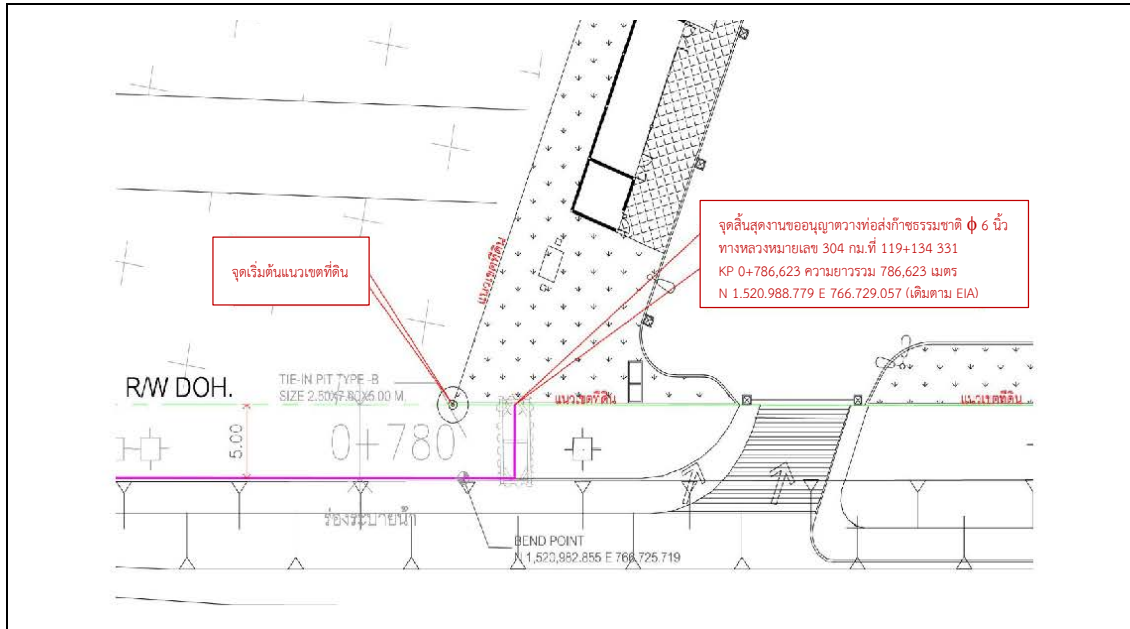 จุดสิ้นสุดงานขออนุญาตวางท่อส่งก๊าซธรรมชาติ ϕ 6 นิ้ว
ทางหลวงหมายเลข 304 กม.ที่ 119+134 331
KP 0+786,623 ความยาวรวม 786,623 เมตร
N 1.520.988.779 E 766.729.057 (เดิมตาม EIA)
จุดเริ่มต้นแนวเขตที่ดิน
แนวเขตที่ดิน
R/W DOH.
TIE-IN PIT TYPE -B
SIZE 2.50X7.00X5.00 M.
แนวเขตที่ดิน
แนวเขตที่ดิน
5.00
0+780
ร่องระบายน้ำ
BEND POINT
N 1,520,982.855 E 766,725.719